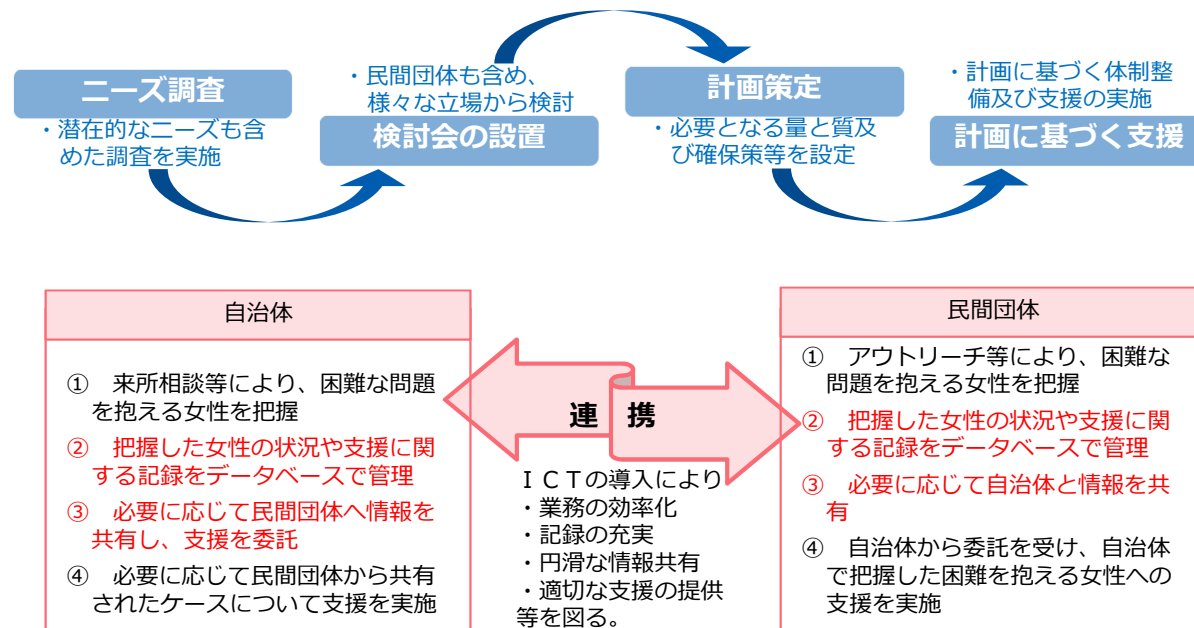 ニーズ調査
・潜在的なニーズも含
めた調査を実施
・民間団体も含め、
様々な立場から検討
検討会の設置
計画策定
・必要となる量と質及
び確保策等を設定
・計画に基づく体制整
備及び支援の実施
計画に基づく支援
自治体
① 来所相談等により、困難な問題
を抱える女性を把握
② 把握した女性の状況や支援に関
する記録をデータベースで管理
③ 必要に応じて民間団体へ情報を
共有し、支援を委託
④ 必要に応じて民間団体から共有
されたケースについて支援を実施
連 携
ＩＣＴの導入により
・業務の効率化
・記録の充実
・円滑な情報共有
・適切な支援の提供
等を図る。
民間団体
① アウトリーチ等により、困難な
問題を抱える女性を把握
② 把握した女性の状況や支援に関
する記録をデータベースで管理
③ 必要に応じて自治体と情報を共
有
④ 自治体から委託を受け、自治体
で把握した困難を抱える女性への
支援を実施